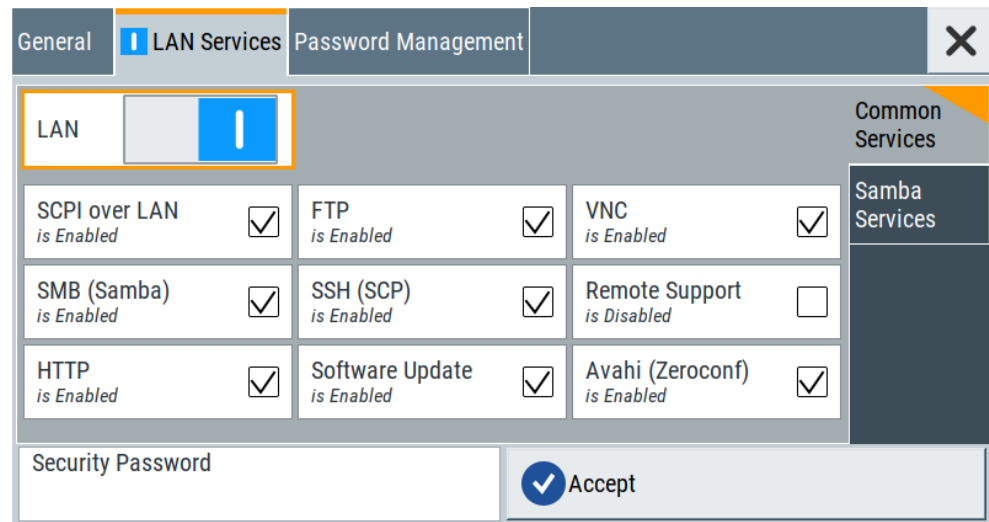 General
LAN Services
Password Management
LAN
Common
Services
Samba
Services
SCPI over LAN
is Enabled
FTP
is Enabled
VNC
is Enabled
SMB (Samba)
is Enabled
SSH (SCP)
is Enabled
Remote Support
is Disabled
HTTP
is Enabled
Software Update
is Enabled
Avahi (Zeroconf)
is Enabled
Security Password
Accept